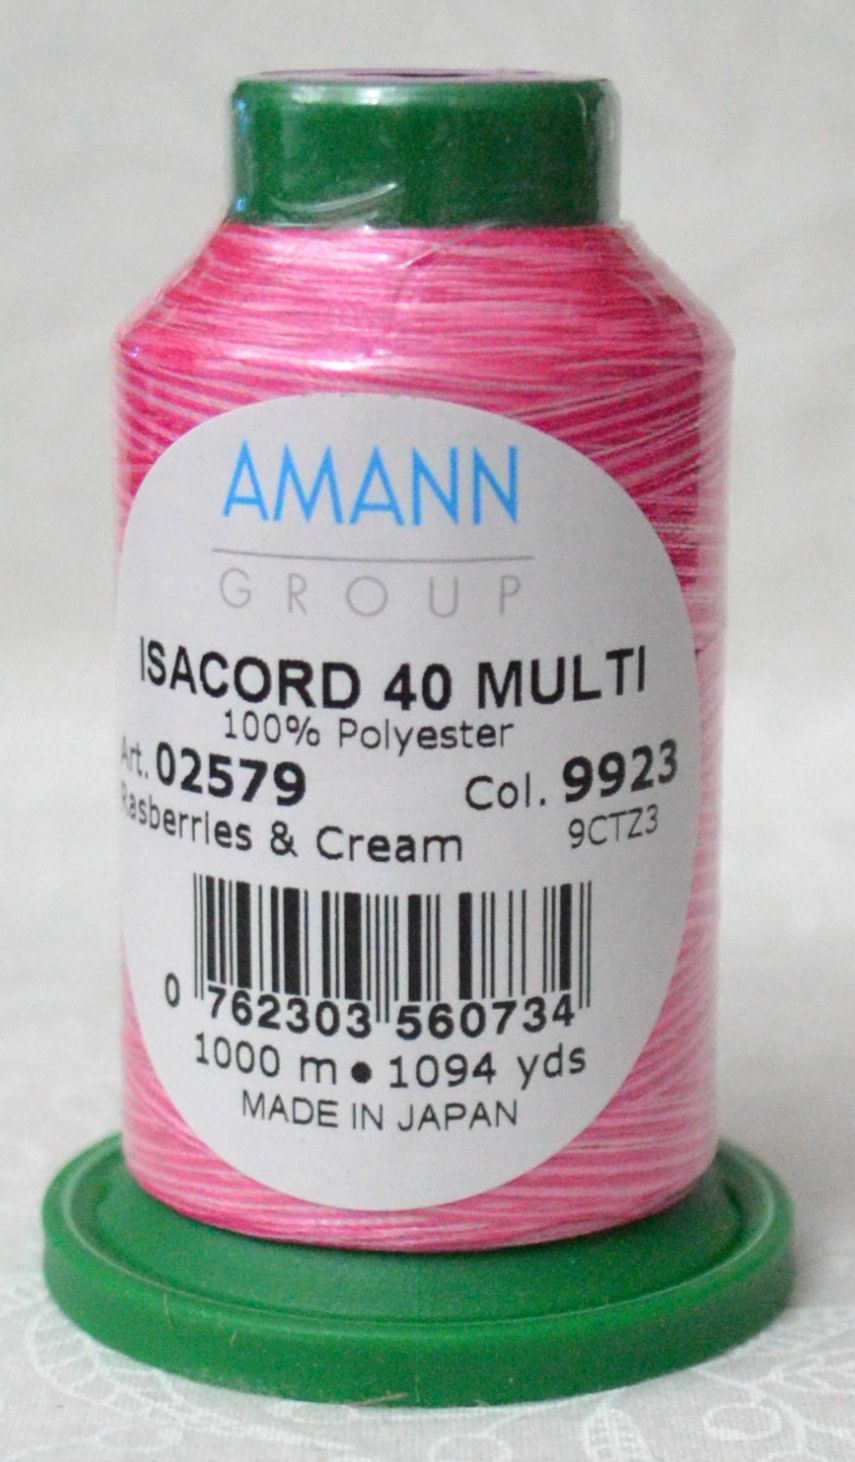 AMANN
GROUP
ISACORD 40 MULTI
100% Polyester
Art. 02579 Col. 9923
Rasberries & Cream 9CTZ3
0 762303 560734
1000 m • 1094 yds
MADE IN JAPAN